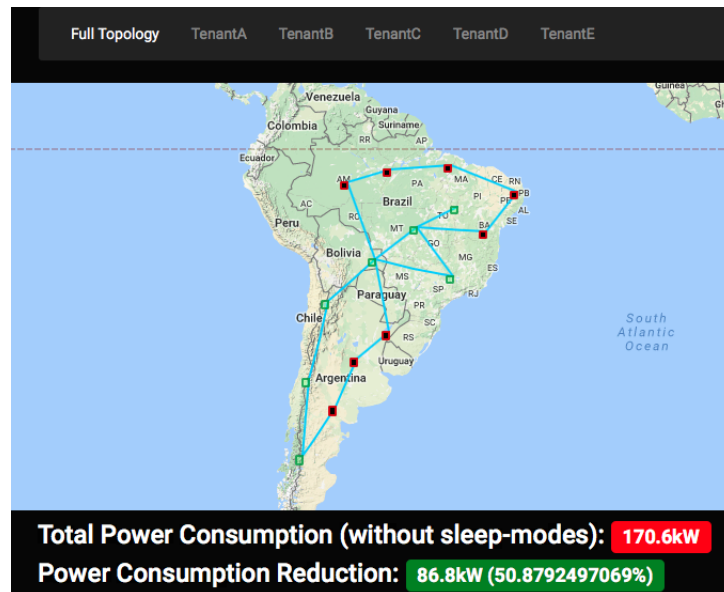 Full Topology TenantA TenantB TenantC TenantD TenantE
Guinea
Venezuela
Guyana
Suriname
Colombia
RR
AP
Ecuador
AM
PA
MA
CE
RN
PB
PI
AC
Brazil
AL
SE
RO
TO
Peru
MT
BA
GO
Bolivia
MG
MS
ES
SP
RJ
Paraguay
PR
Chile
SC
RS
South
Atlantic
Ocean
Uruguay
Argentina
Total Power Consumption (without sleep-modes): 170.6kW
Power Consumption Reduction: 86.8kW (50.8792497069%)